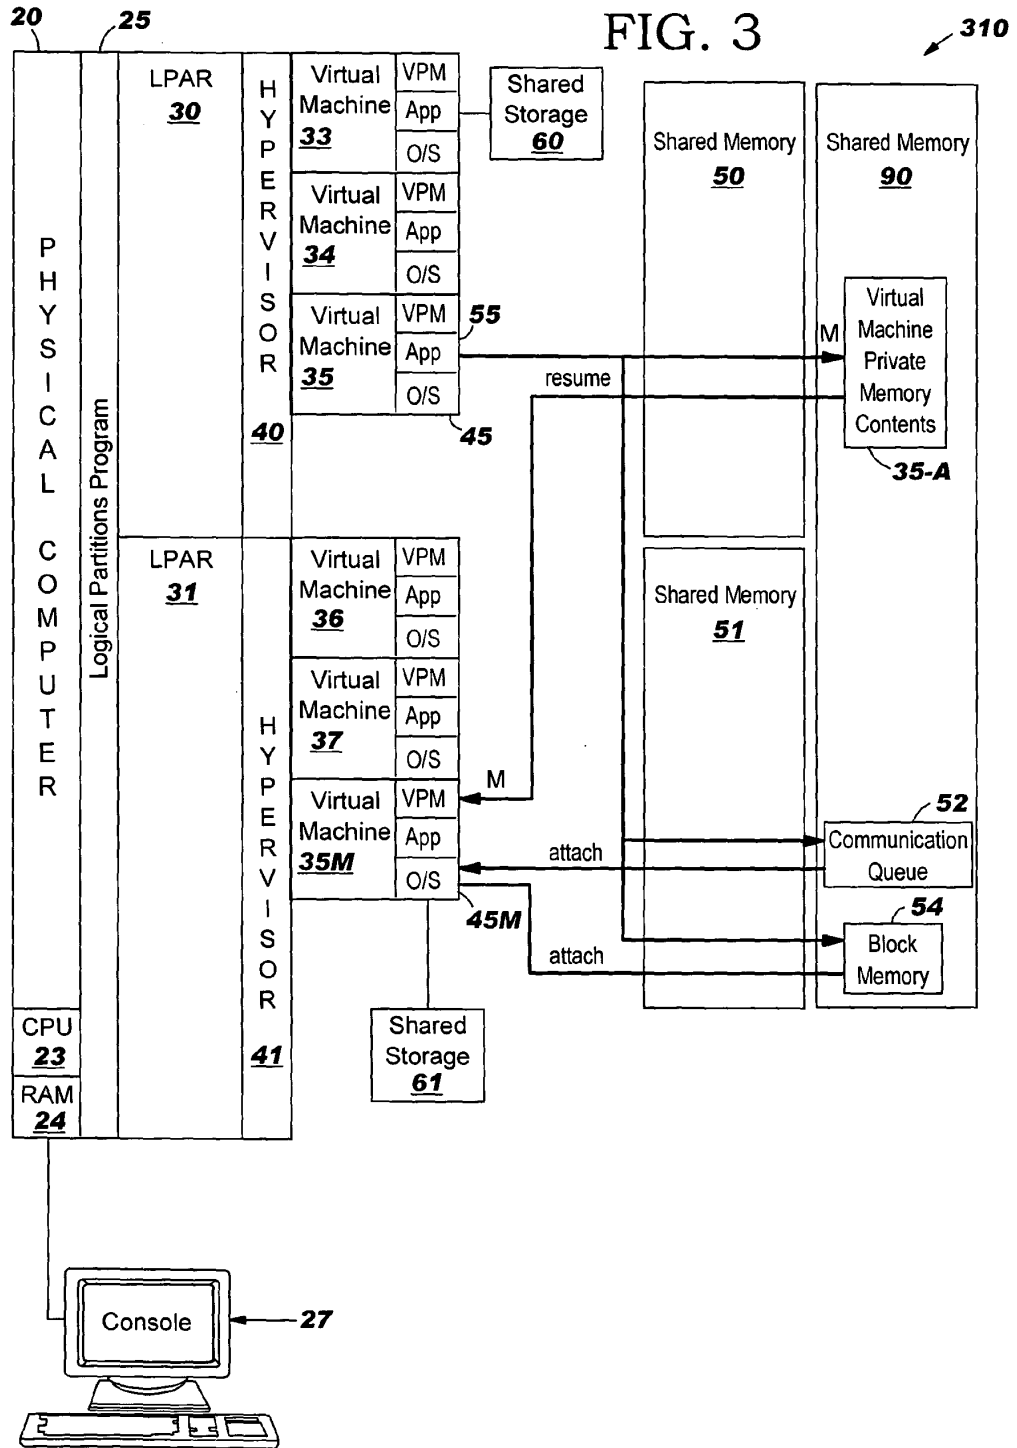 FIG. 3
310
20
25
PHYSICAL COMPUTER
CPU
23
RAM
24
Logical Partitions Program
LPAR
30
HYPERVISOR
40
Virtual
Machine
33
VPM
App
O/S
Shared
Storage
60
Virtual
Machine
34
VPM
App
O/S
Virtual
Machine
35
VPM
App
O/S
55
45
LPAR
31
HYPERVISOR
41
Virtual
Machine
36
VPM
App
O/S
Virtual
Machine
37
VPM
App
O/S
Virtual
Machine
35M
VPM
App
O/S
45M
Shared
Storage
61
M
resume
M
attach
attach
Shared Memory
50
Shared Memory
51
Shared Memory
90
Virtual
Machine
Private
Memory
Contents
35-A
52
Communication
Queue
54
Block
Memory
Console
27